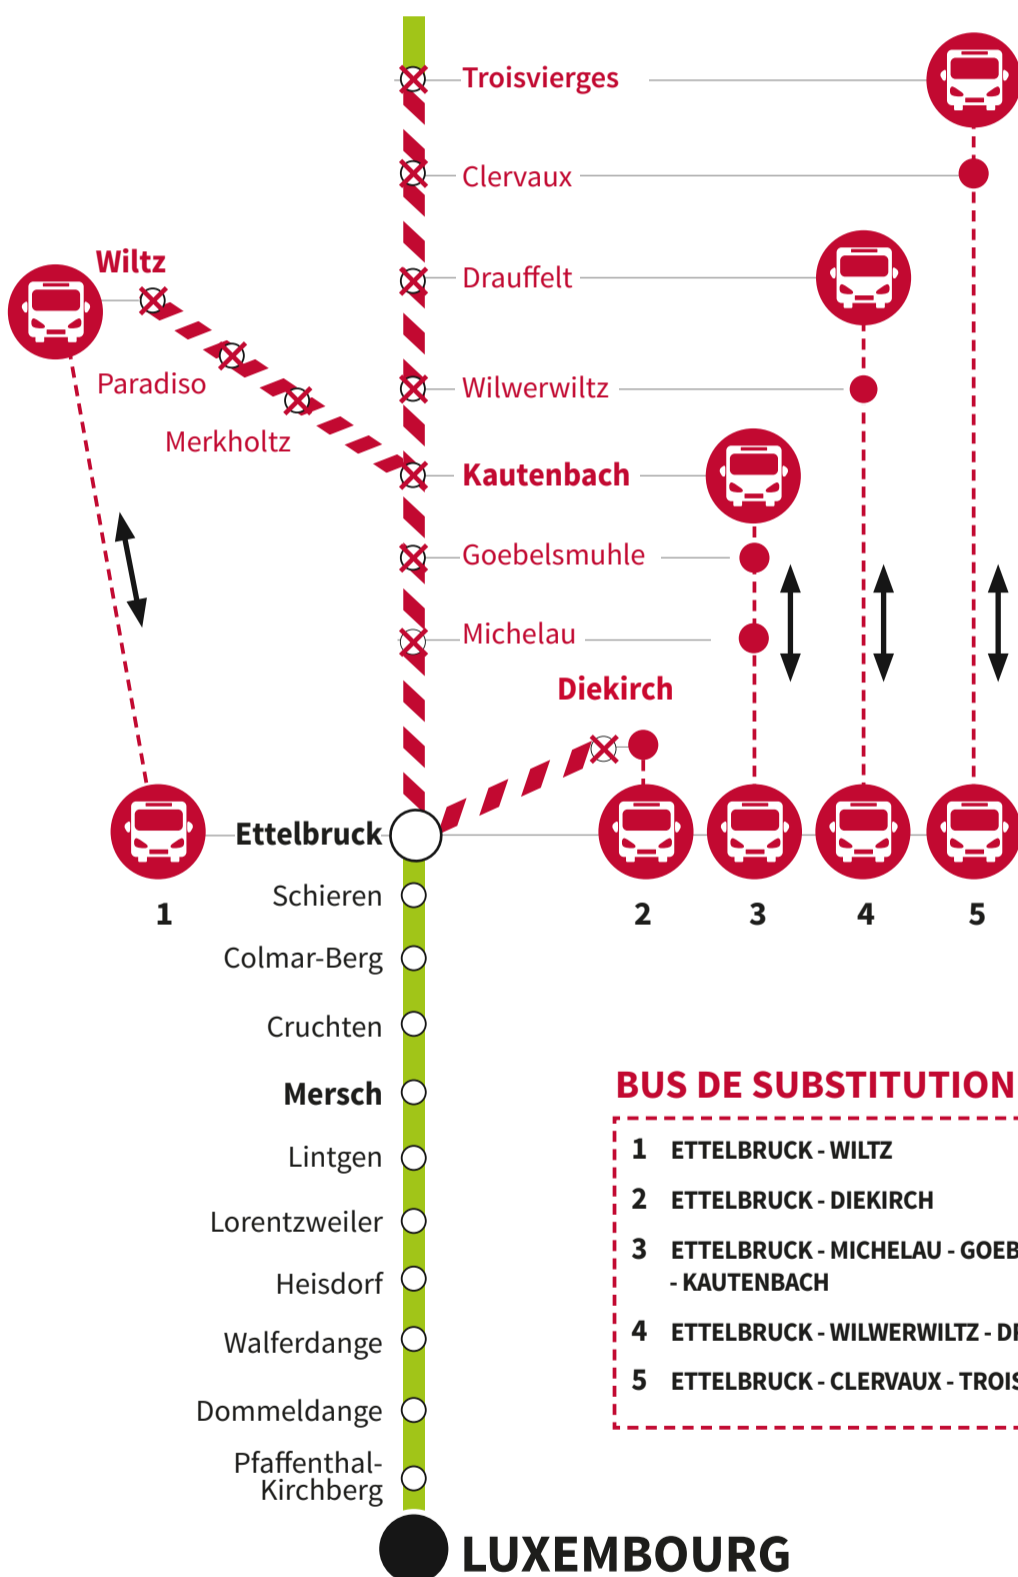 Troisvierges
Clervaux
Wiltz
Drauffelt
Paradiso
Wilwerwiltz
Merkholtz
Kautenbach
Goebelsmuhle
Michelau
Diekirch
Ettelbruck
Schieren
1
2
3
4
5
Colmar-Berg
Cruchten
Mersch
Lintgen
Lorentzweiler
Heisdorf
Walferdange
Dommeldange
Pfaffenthal-
Kirchberg
LUXEMBOURG
BUS DE SUBSTITUTION
1 ETTELBRUCK - WILTZ
2 ETTELBRUCK - DIEKIRCH
3 ETTELBRUCK - MICHELAU - GOEB
- KAUTENBACH
4 ETTELBRUCK - WILWERWILTZ - D
5 ETTELBRUCK - CLERVAUX - TROIS